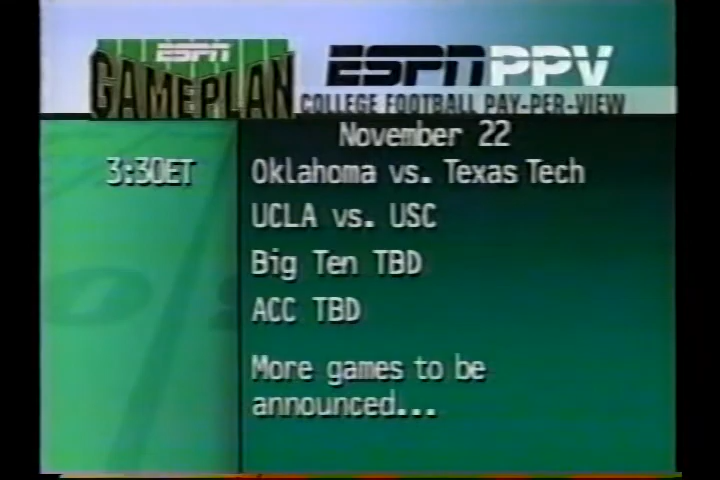 ESPN
GAMEPLAN
ESPN PPV
COLLEGE FOOTBALL PAY-PER-VIEW
November 22
3:30ET Oklahoma vs. Texas Tech
UCLA vs. USC
Big Ten TBD
ACC TBD
More games to be
announced...